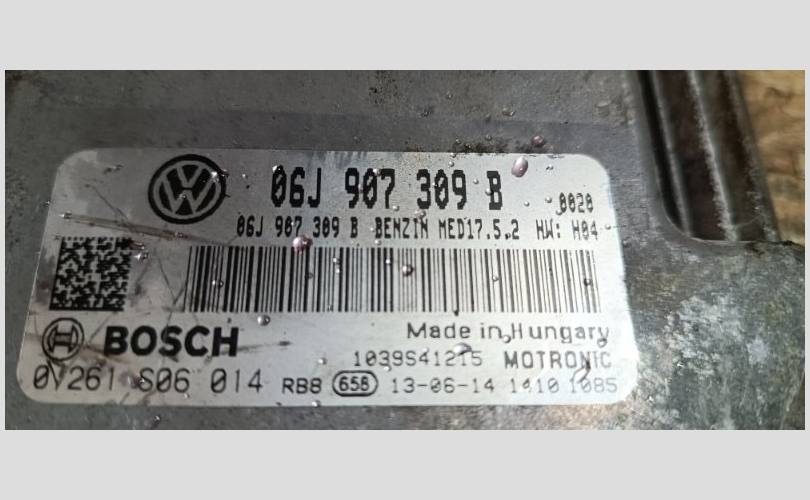 06J 907 309 B
0020
06J 907 309 B BENZIN MED17.5.2 HW: H04
BOSCH
Made in Hungary
1039S41215 MOTRONIC
0 261 S06 014 RB8 658 13-06-14 1410 1085